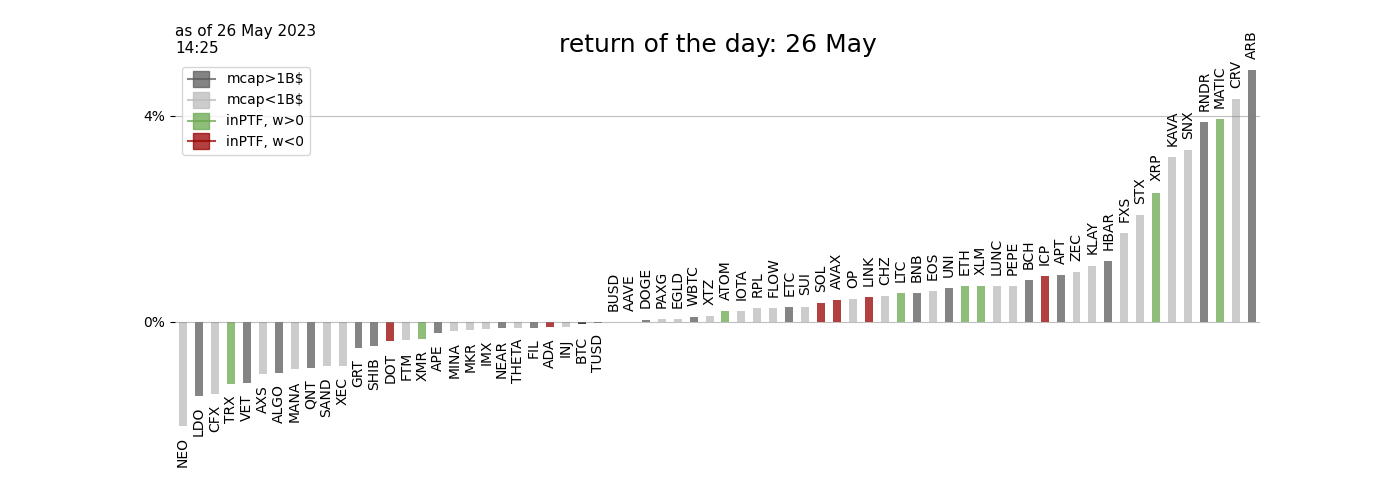 as of 26 May 2023
14:25
return of the day: 26 May
mcap>1B$
mcap<1B$
inPTF, w>0
inPTF, w<0
4%
0%
NEO
LDO
CFX
TRX
VET
AXS
ALGO
MANA
QNT
SAND
XEC
GRT
SHIB
DOT
FTM
XMR
APE
MINA
MKR
IMX
NEAR
THETA
FIL
ADA
INJ
BTC
TUSD
BUSD
AAVE
DOGE
PAXG
EGLD
WBTC
XTZ
ATOM
IOTA
RPL
FLOW
ETC
SUI
SOL
AVAX
OP
LINK
CHZ
LTC
BNB
EOS
UNI
ETH
XLM
LUNC
PEPE
BCH
ICP
APT
ZEC
KLAY
HBAR
FXS
STX
XRP
KAVA
SNX
RNDR
MATIC
CRV
ARB